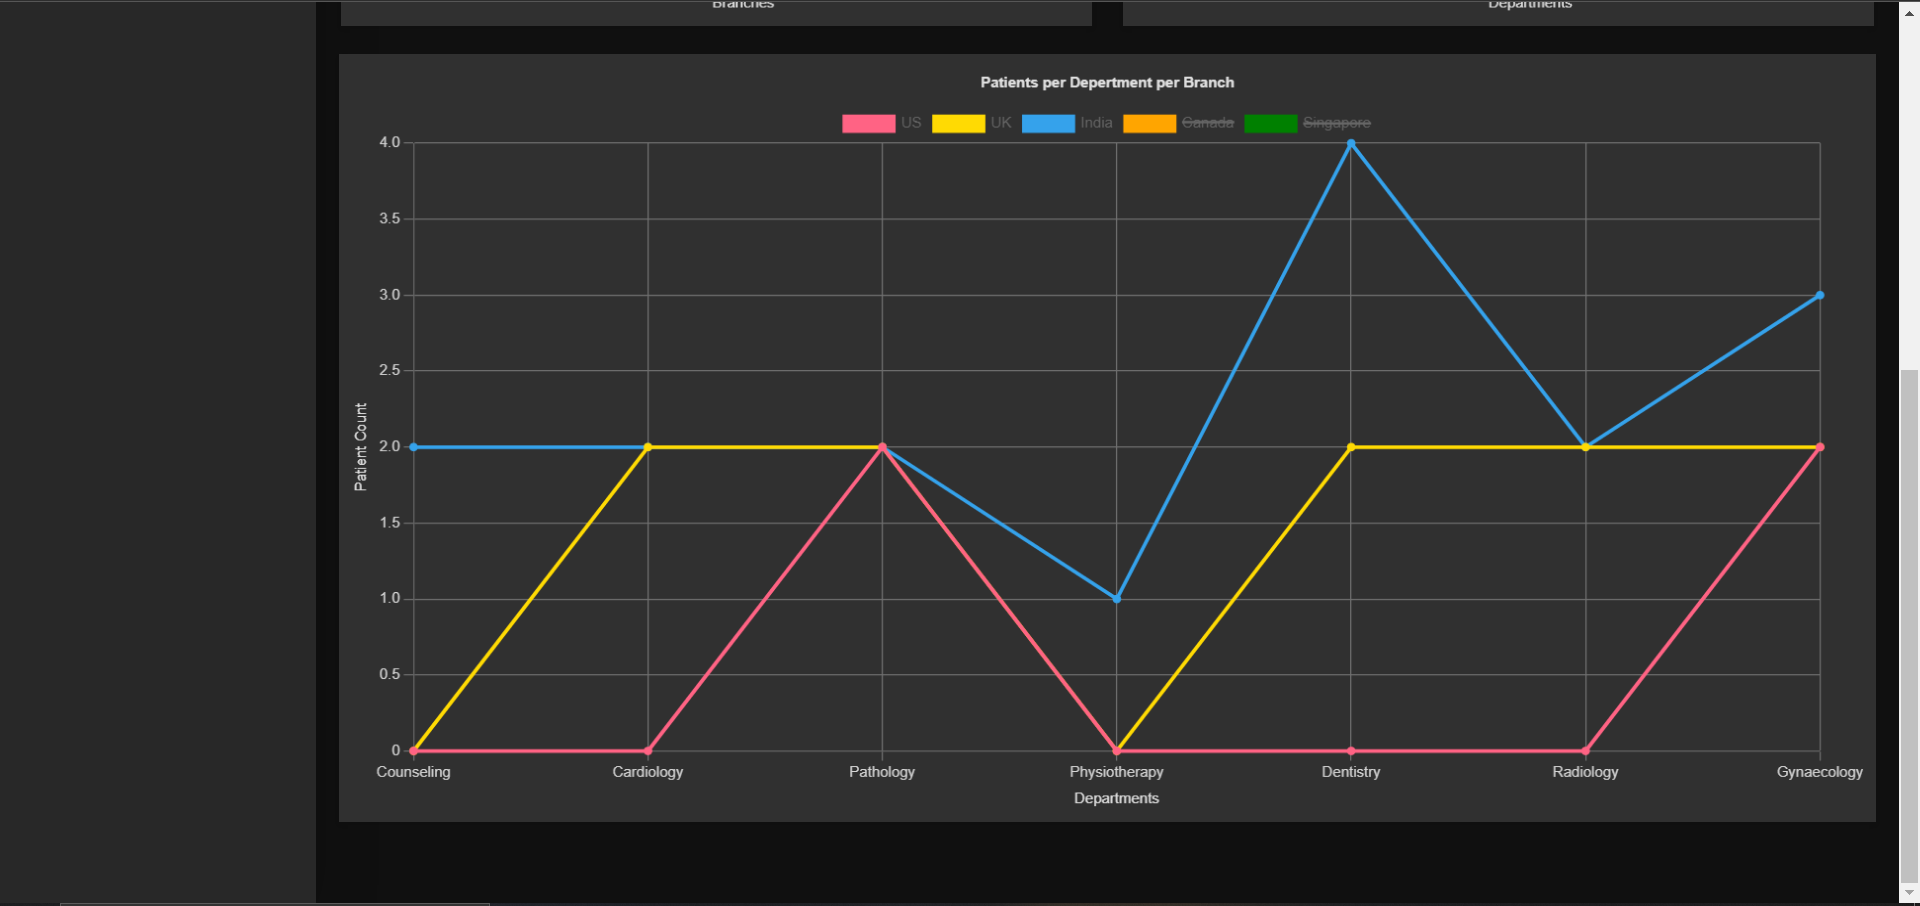 Branches
Departments
Patients per Depertment per Branch
US UK India Canada Singapore
4.0
3.5
3.0
2.5
2.0
1.5
1.0
0.5
0
Patient Count
Counseling Cardiology Pathology Physiotherapy Dentistry Radiology Gynaecology
Departments